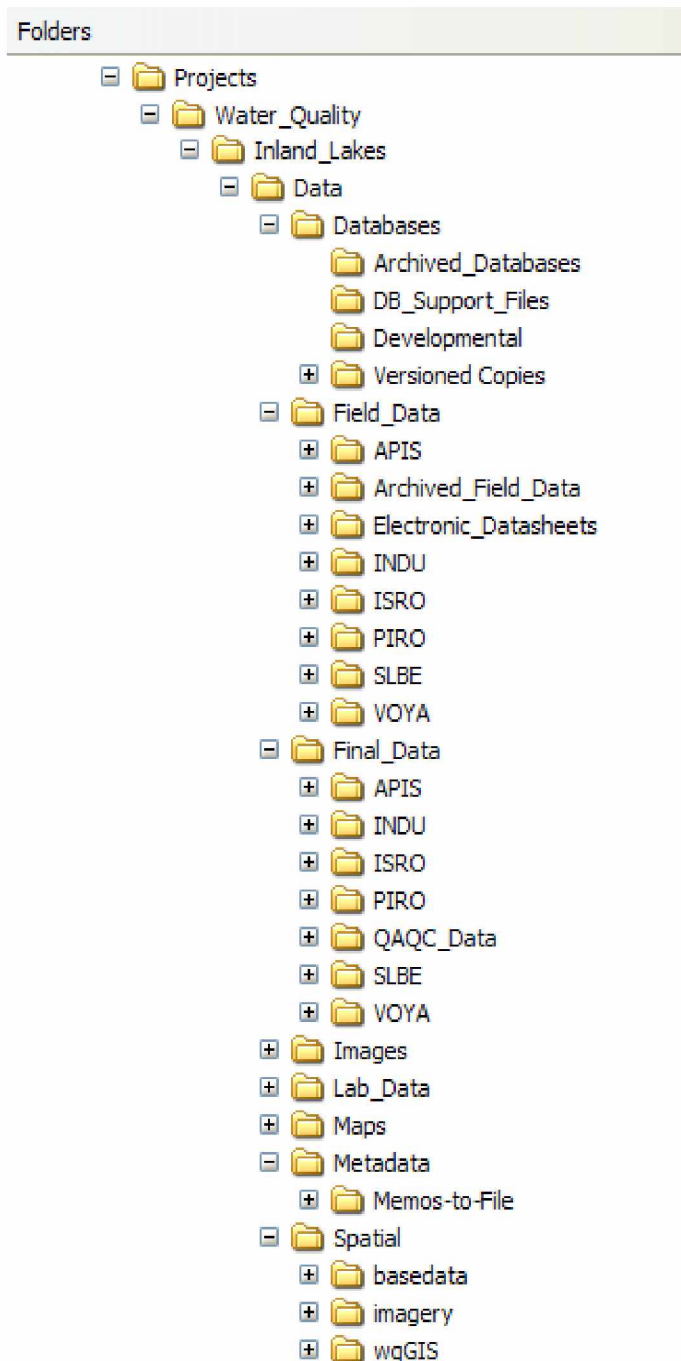 Folders
Projects
Water_Quality
Inland_Lakes
Data
Databases
Archived_Databases
DB_Support_Files
Developmental
Versioned Copies
Field_Data
APIS
Archived_Field_Data
Electronic_Datasheets
INDU
ISRO
PIRO
SLBE
VOYA
Final_Data
APIS
INDU
ISRO
PIRO
QAQC_Data
SLBE
VOYA
Images
Lab_Data
Maps
Metadata
Memos-to-File
Spatial
basedata
imagery
wqGIS